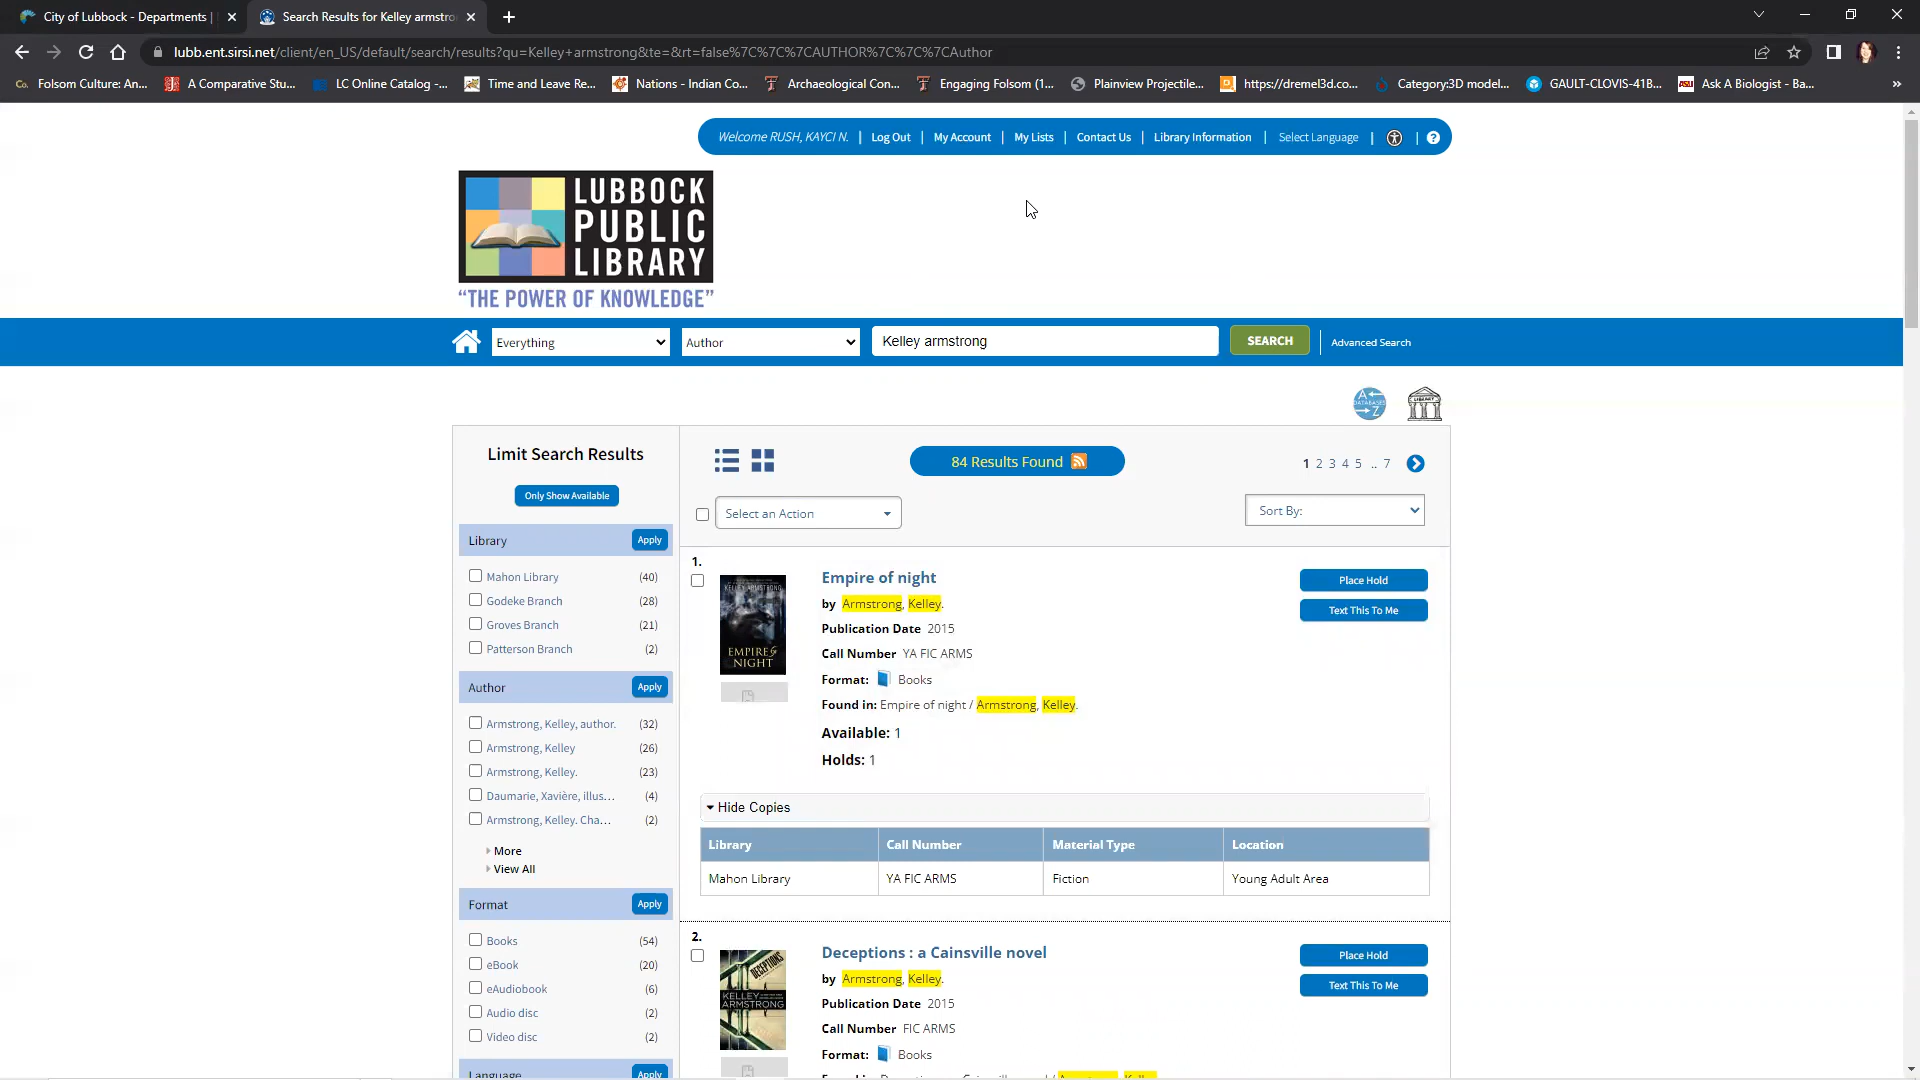 City of Lubbock - Departments |
Search Results for Kelley armstro
lubb.ent.sirsi.net/client/en_US/default/search/results?qu=Kelley+armstrong&te=&rt=false%7C%7C%7CAUTHOR%7C%7C%7CAuthor
Folsom Culture: An...
A Comparative Stu...
LC Online Catalog -...
Time and Leave Re...
Nations - Indian Co...
Archaeological Con...
Engaging Folsom (1...
Plainview Projectile...
https://dremel3d.co...
Category:3D model...
GAULT-CLOVIS-41B...
Ask A Biologist - Ba...
»
Welcome RUSH, KAYCI N. | Log Out | My Account | My Lists | Contact Us | Library Information | Select Language | | ?
LUBBOCK
PUBLIC
LIBRARY
“THE POWER OF KNOWLEDGE”
Everything
Author
Kelley armstrong
SEARCH
Advanced Search
A
DATABASES
Z
LIBRARY
Limit Search Results
Only Show Available
Library Apply
Mahon Library (40)
Godeke Branch (28)
Groves Branch (21)
Patterson Branch (2)
Author Apply
Armstrong, Kelley, author. (32)
Armstrong, Kelley (26)
Armstrong, Kelley. (23)
Daumarie, Xavière, illus... (4)
Armstrong, Kelley. Cha... (2)
More
View All
Format Apply
Books (54)
eBook (20)
eAudiobook (6)
Audio disc (2)
Video disc (2)
Language Apply
84 Results Found
1 2 3 4 5 .. 7
Select an Action
Sort By:
1.
KELLEY ARMSTRONG
EMPIRE of
NIGHT
Empire of night
by Armstrong, Kelley.
Publication Date 2015
Call Number YA FIC ARMS
Format: Books
Found in: Empire of night / Armstrong, Kelley.
Available: 1
Holds: 1
Place Hold
Text This To Me
Hide Copies
Library Call Number Material Type Location
Mahon Library YA FIC ARMS Fiction Young Adult Area
2.
DECEPTIONS
KELLEY
ARMSTRONG
Deceptions : a Cainsville novel
by Armstrong, Kelley.
Publication Date 2015
Call Number FIC ARMS
Format: Books
Place Hold
Text This To Me